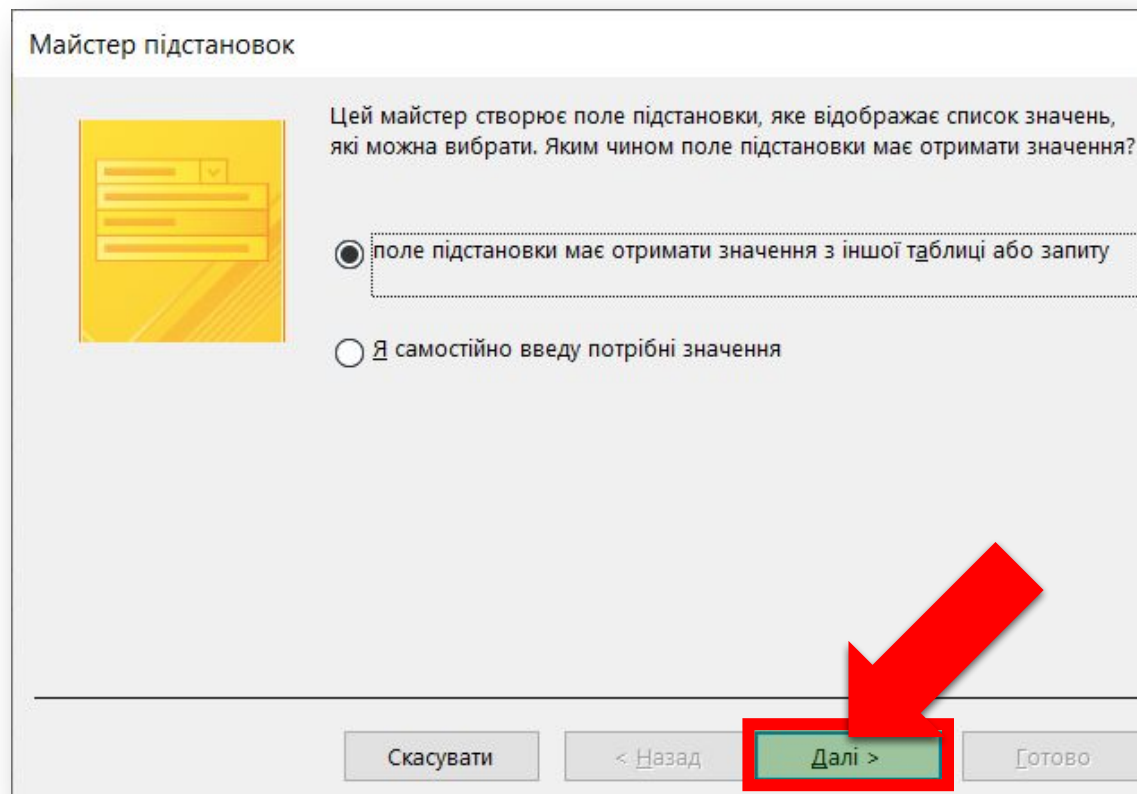 Майстер підстановок
Цей майстер створює поле підстановки, яке відображає список значень,
які можна вибрати. Яким чином поле підстановки має отримати значення?
поле підстановки має отримати значення з іншої таблиці або запиту
Я самостійно введу потрібні значення
Скасувати
< Назад
Далі >
Готово